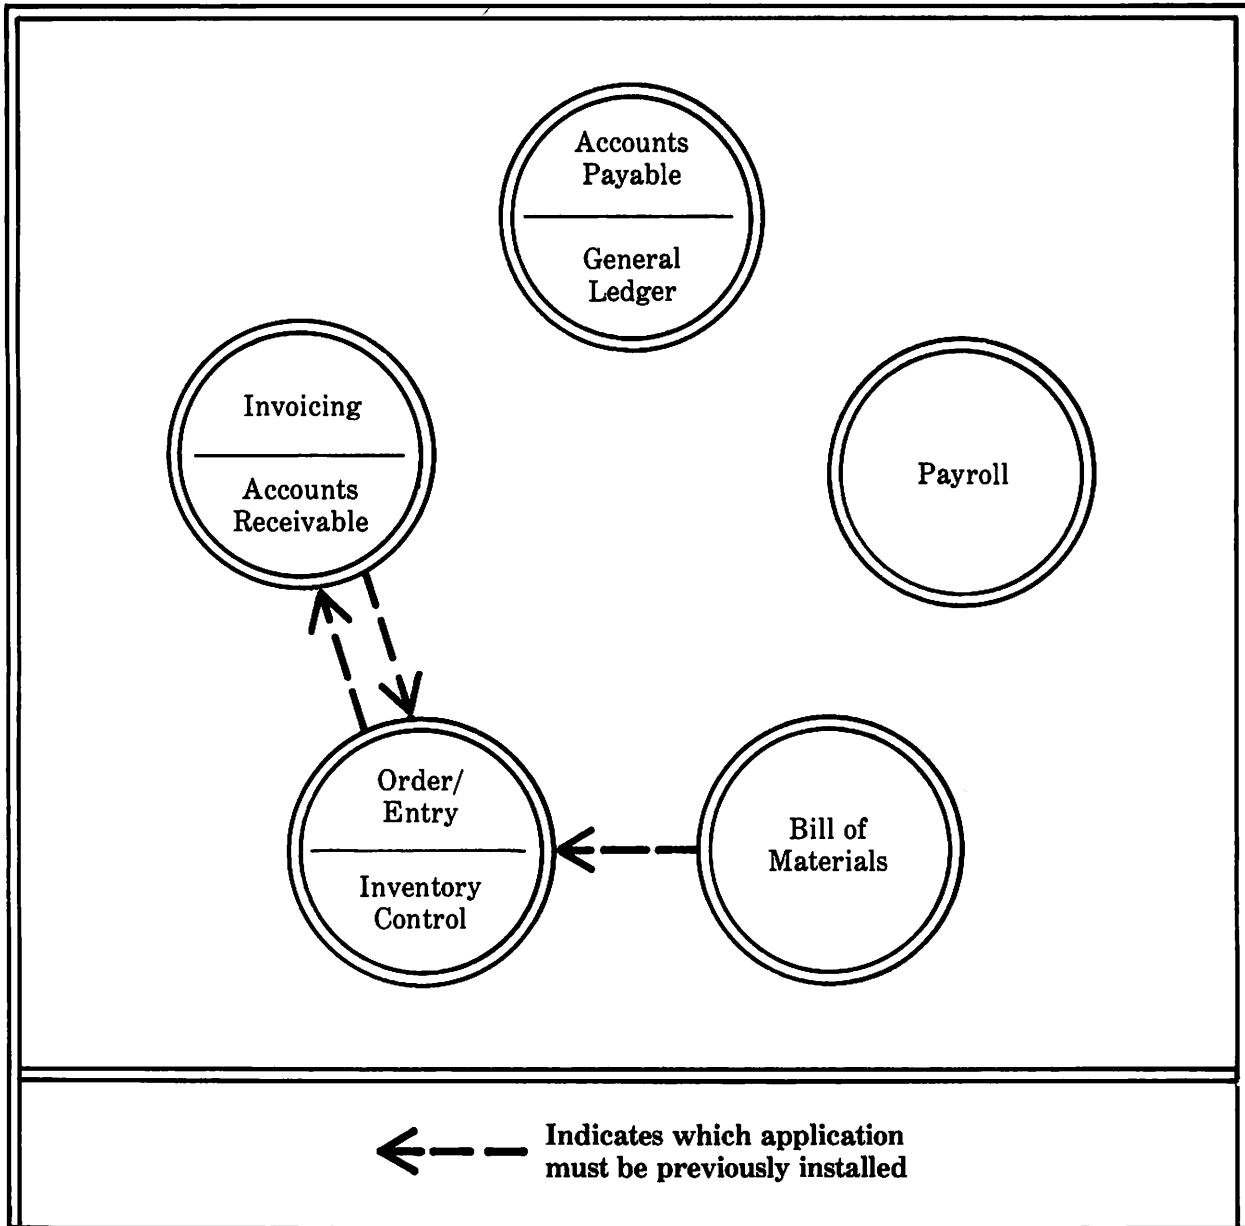 Accounts
Payable
General
Ledger
Invoicing
Accounts
Receivable
Payroll
Order/
Entry
Inventory
Control
Bill of
Materials
Indicates which application
must be previously installed